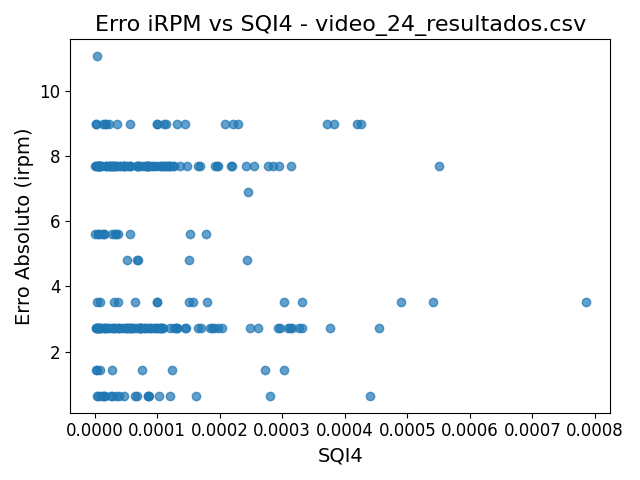 Erro iRPM vs SQI4 - video_24_resultados.csv
Erro Absoluto (irpm)
10
8
6
4
2
0.0000 0.0001 0.0002 0.0003 0.0004 0.0005 0.0006 0.0007 0.0008
SQI4